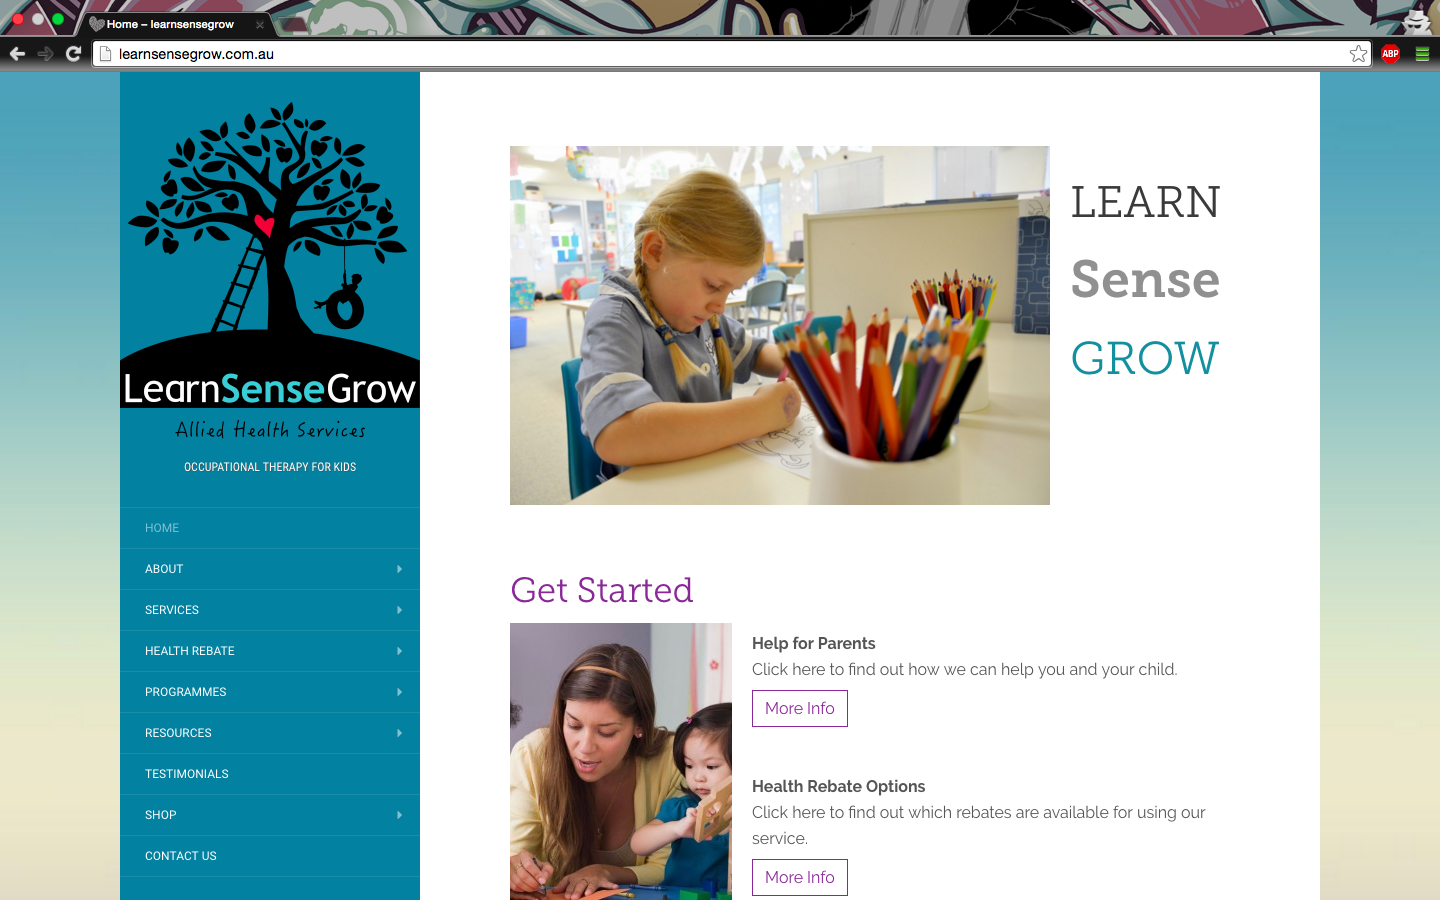 Home – learnsensegrow
learnsensegrow.com.au
ABP
LearnSenseGrow
Allied Health Services
OCCUPATIONAL THERAPY FOR KIDS
HOME
ABOUT
SERVICES
HEALTH REBATE
PROGRAMMES
RESOURCES
TESTIMONIALS
SHOP
CONTACT US
LEARN
Sense
GROW
Get Started
Help for Parents
Click here to find out how we can help you and your child.
More Info
Health Rebate Options
Click here to find out which rebates are available for using our
service.
More Info